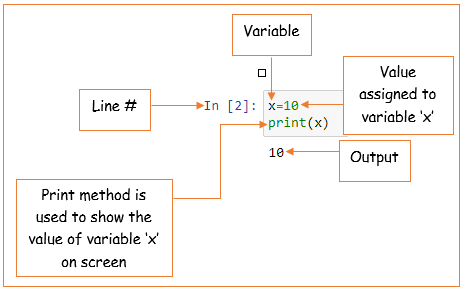 Variable
Value
assigned to
variable ‘x’
Line #
In [2]: x=10
print(x)
10
Output
Print method is
used to show the
value of variable ‘x’
on screen